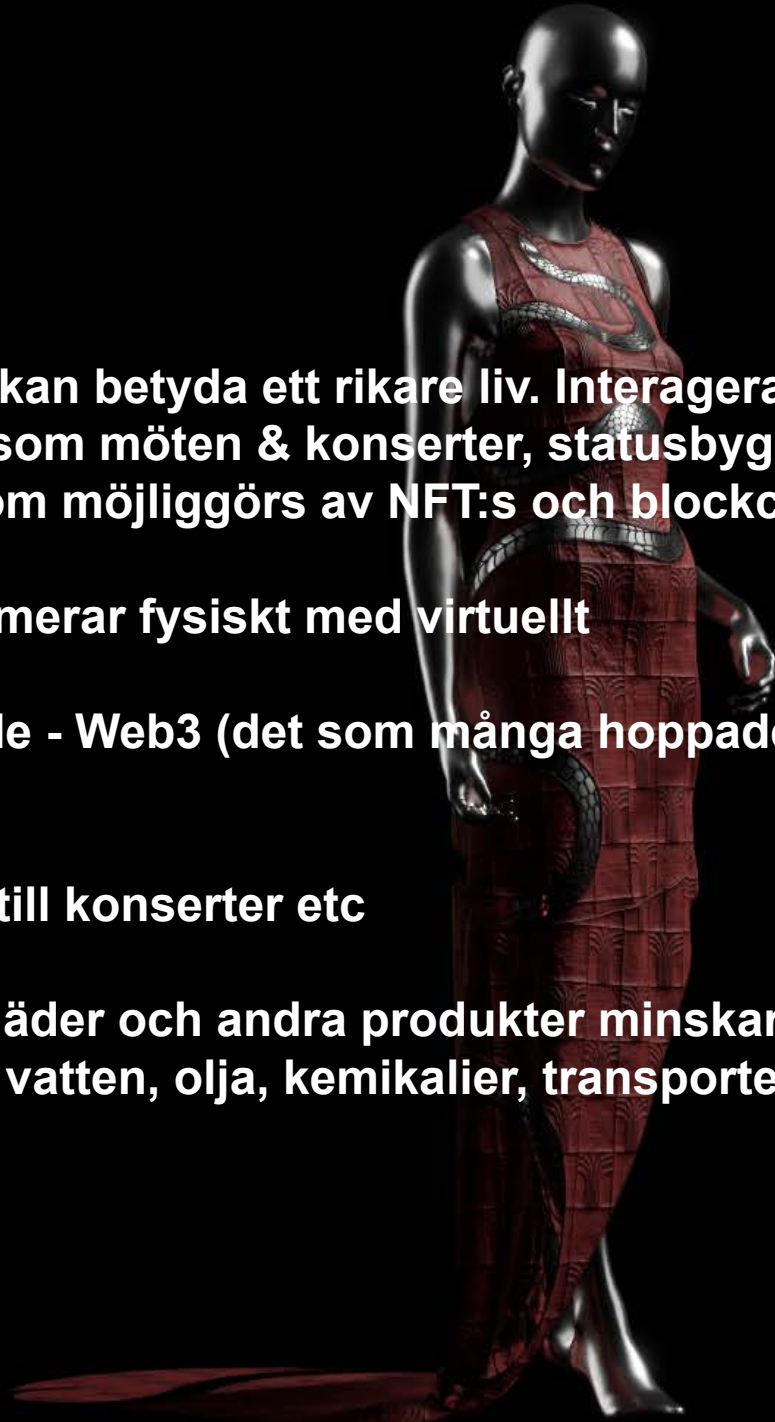 kan betyda ett rikare liv. Interagera
som möten & konserter, statusbyg
om möjliggörs av NFT:s och blockc
merar fysiskt med virtuellt
le - Web3 (det som många hoppade
till konserter etc
äder och andra produkter minskar
vatten, olja, kemikalier, transporte